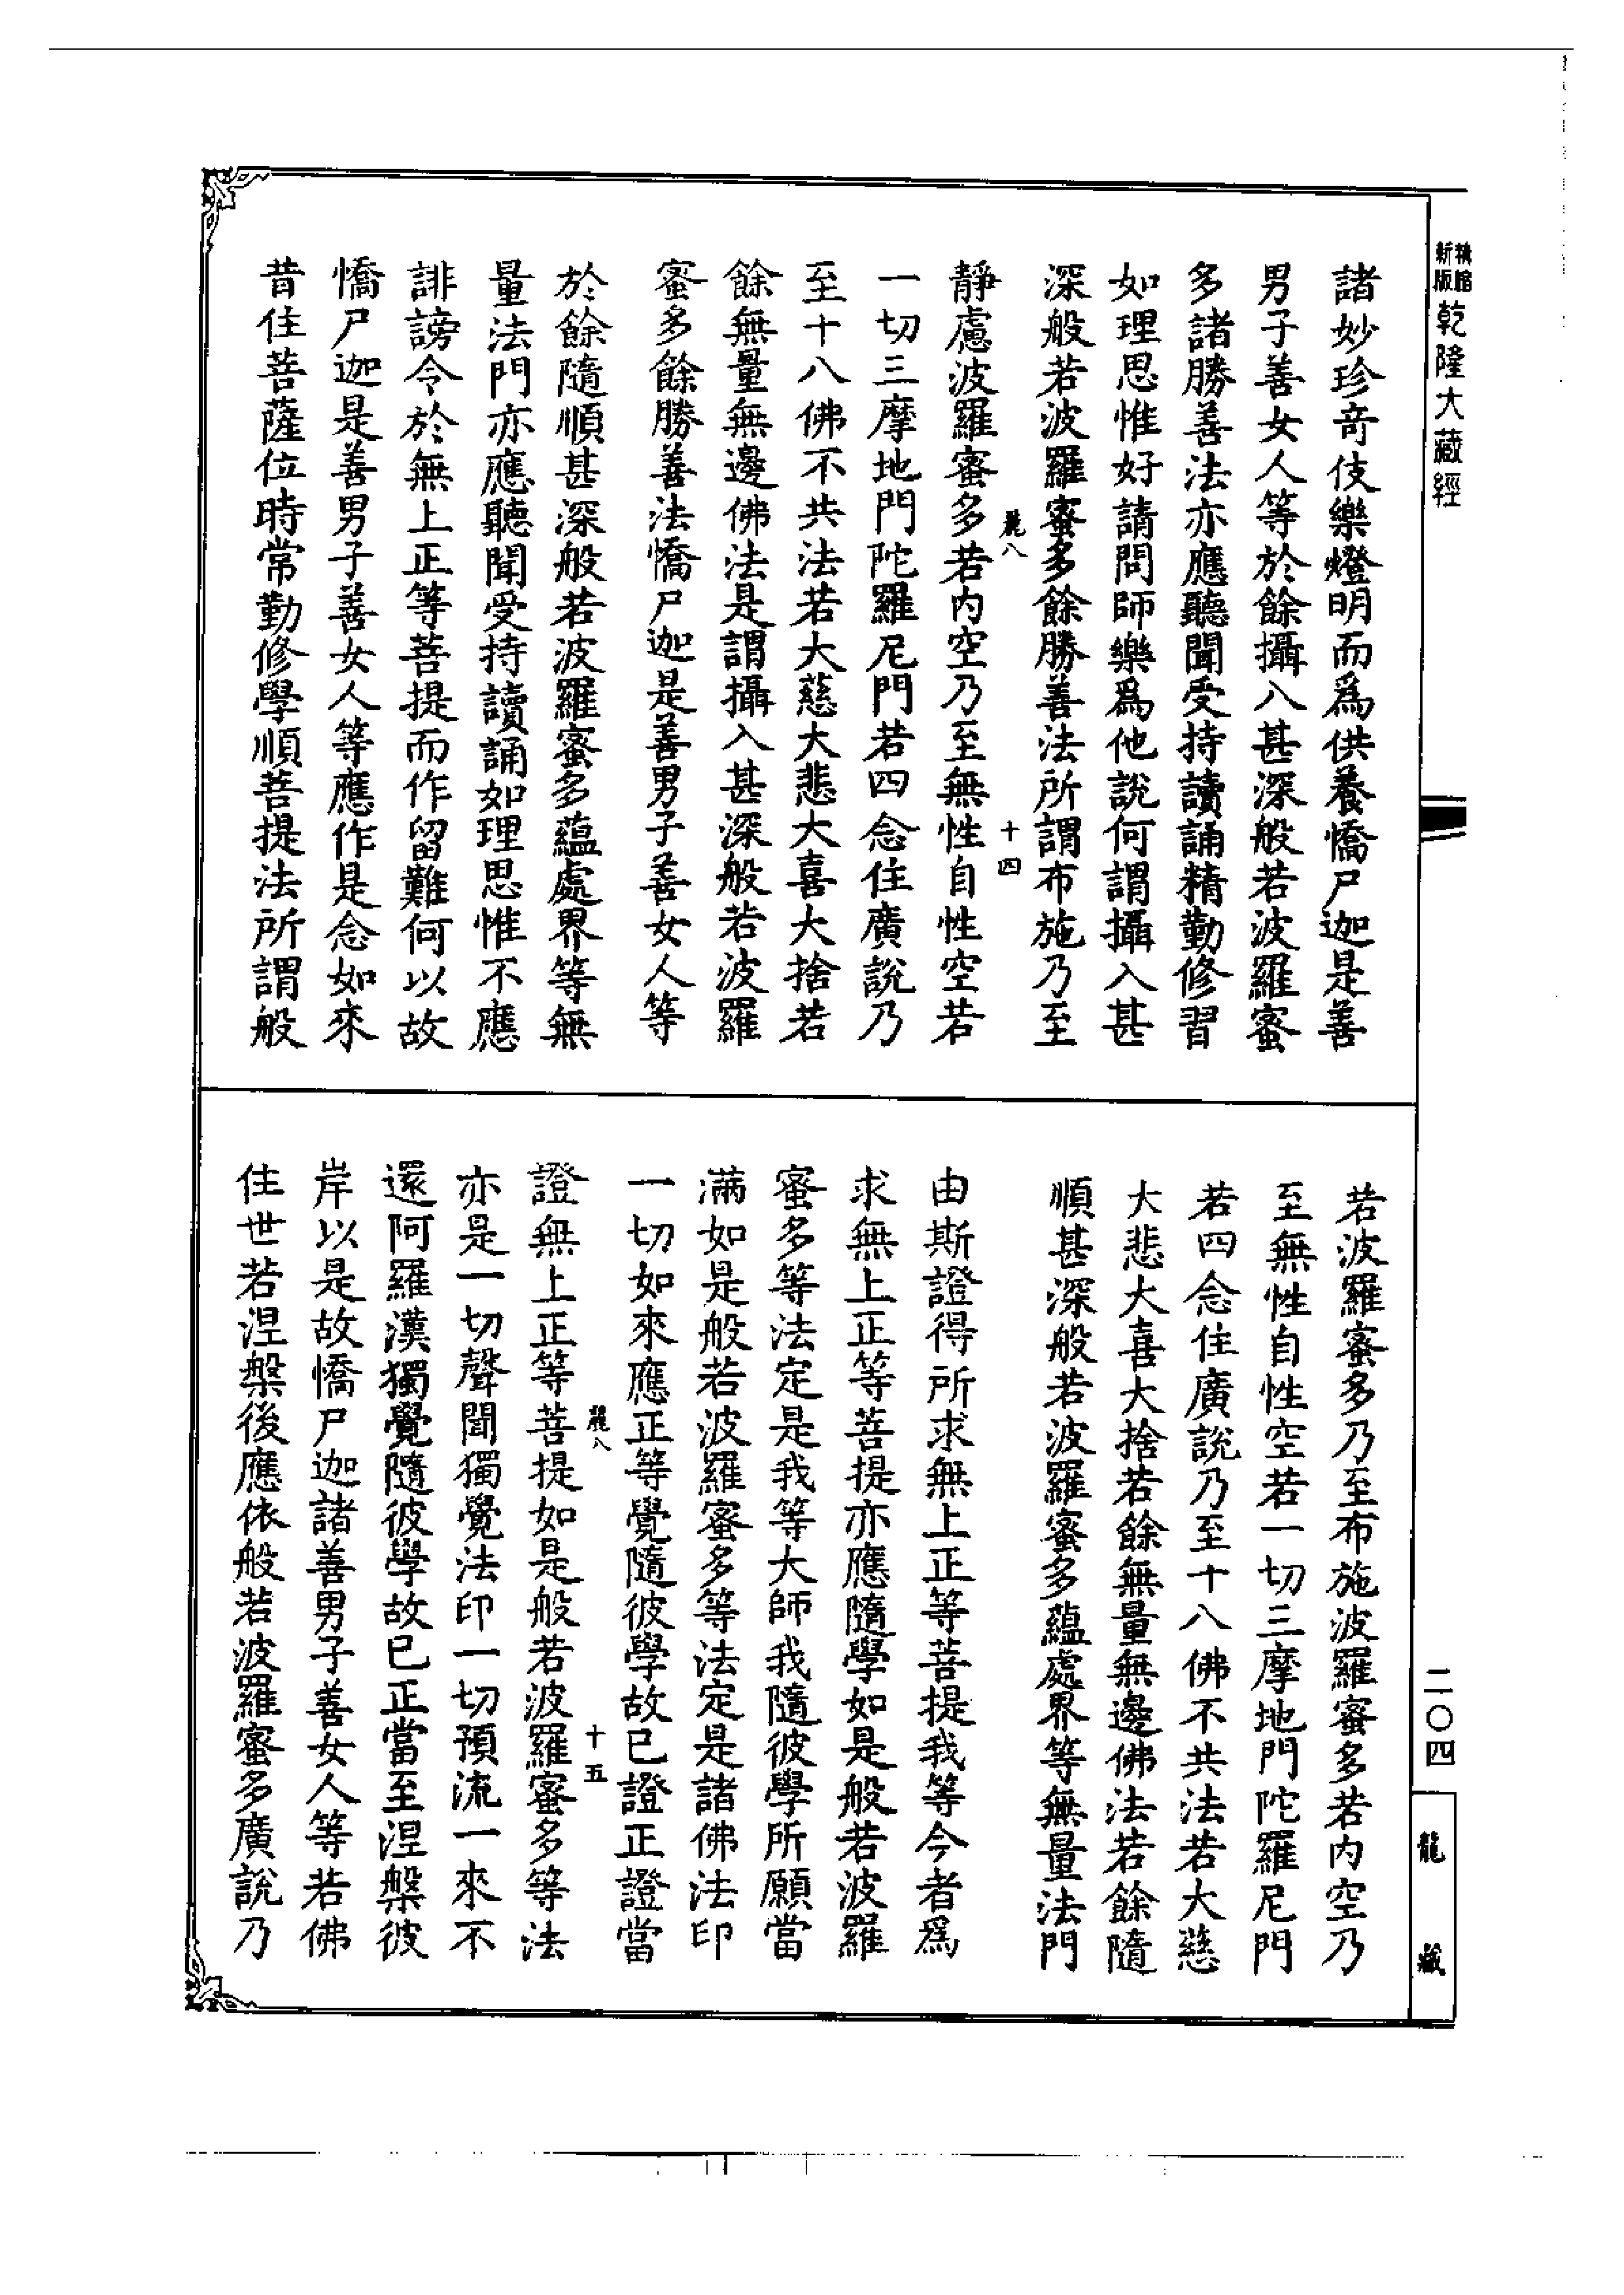 精縮
新版
乾隆大藏經
諸妙珍奇伎樂燈明而爲供養憍尸迦是善
男子善女人等於餘攝入甚深般若波羅蜜
多諸勝善法亦應聽聞受持讀誦精勤修習
如理思惟好請問師樂爲他說何謂攝入甚
深般若波羅蜜多餘勝善法所謂布施乃至
麗八
十四
靜慮波羅蜜多若內空乃至無性自性空若
一切三摩地門陀羅尼門若四念住廣說乃
至十八佛不共法若大慈大悲大喜大捨若
餘無量無邊佛法是謂攝入甚深般若波羅
蜜多餘勝善法憍尸迦是善男子善女人等
於餘隨順甚深般若波羅蜜多蘊處界等無
量法門亦應聽聞受持讀誦如理思惟不應
誹謗令於無上正等菩提而作留難何以故
憍尸迦是善男子善女人等應作是念如來
昔住菩薩位時常勤修學順菩提法所謂般
若波羅蜜多乃至布施波羅蜜多若內空乃
至無性自性空若一切三摩地門陀羅尼門
若四念住廣說乃至十八佛不共法若大慈
大悲大喜大捨若餘無量無邊佛法若餘隨
順甚深般若波羅蜜多蘊處界等無量法門
由斯證得所求無上正等菩提我等今者爲
求無上正等菩提亦應隨學如是般若波羅
蜜多等法定是我等大師我隨彼學所願當
滿如是般若波羅蜜多等法定是諸佛法印
一切如來應正等覺隨彼學故已證正證當
麗八
十五
證無上正等菩提如是般若波羅蜜多等法
亦是一切聲聞獨覺法印一切預流一來不
還阿羅漢獨覺隨彼學故已正當至涅槃彼
岸以是故憍尸迦諸善男子善女人等若佛
住世若涅槃後應依般若波羅蜜多廣說乃
二〇四
龍藏